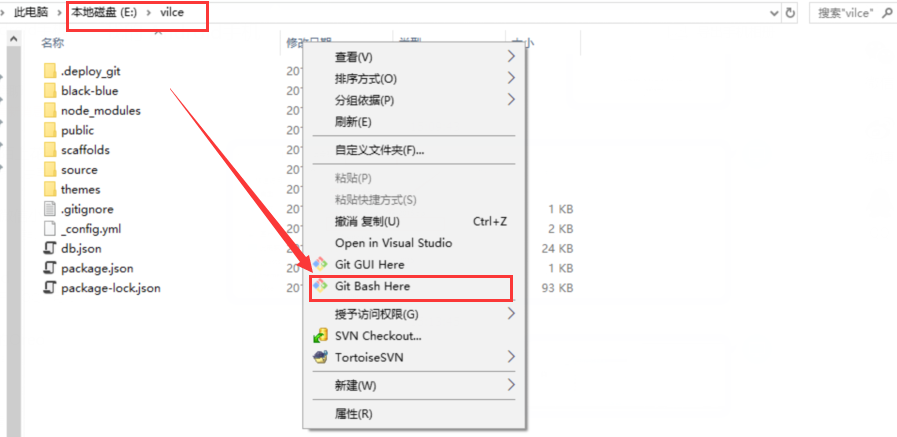 此电脑 > 本地磁盘 (E:) > vilce
搜索"vilce"
名称
修改日期
类型
大小
.deploy_git
black-blue
node_modules
public
scaffolds
source
themes
.gitignore
_config.yml
db.json
package.json
package-lock.json
20
20
20
20
20
20
20
20
20
20
20
20
1 KB
2 KB
24 KB
1 KB
93 KB
查看(V)
排序方式(O)
分组依据(P)
刷新(E)
自定义文件夹(F)...
粘贴(P)
粘贴快捷方式(S)
撤消 复制(U) Ctrl+Z
Open in Visual Studio
Git GUI Here
Git Bash Here
授予访问权限(G)
SVN Checkout...
TortoiseSVN
新建(W)
属性(R)